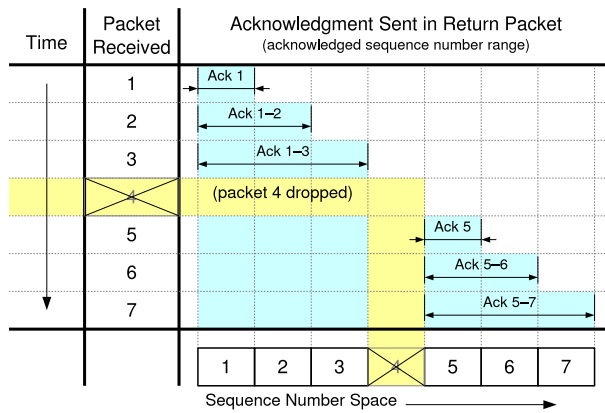 Time
Packet
Received
Acknowledgment Sent in Return Packet
(acknowledged sequence number range)
1
Ack 1
2
Ack 1–2
3
Ack 1–3
4
(packet 4 dropped)
5
Ack 5
6
Ack 5–6
7
Ack 5–7
1 2 3 4 5 6 7
Sequence Number Space